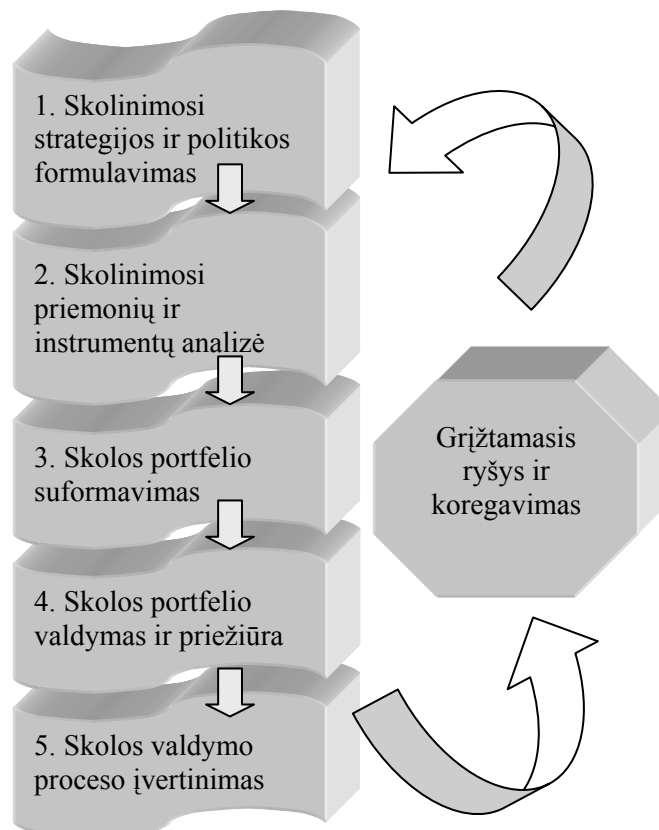 1. Skolinimosi
strategijos ir politikos
formulavimas
2. Skolinimosi
priemonių ir
instrumentų analizė
3. Skolos portfelio
suformavimas
4. Skolos portfelio
valdymas ir priežiūra
5. Skolos valdymo
proceso įvertinimas
Grįžtamasis
ryšys ir
koregavimas